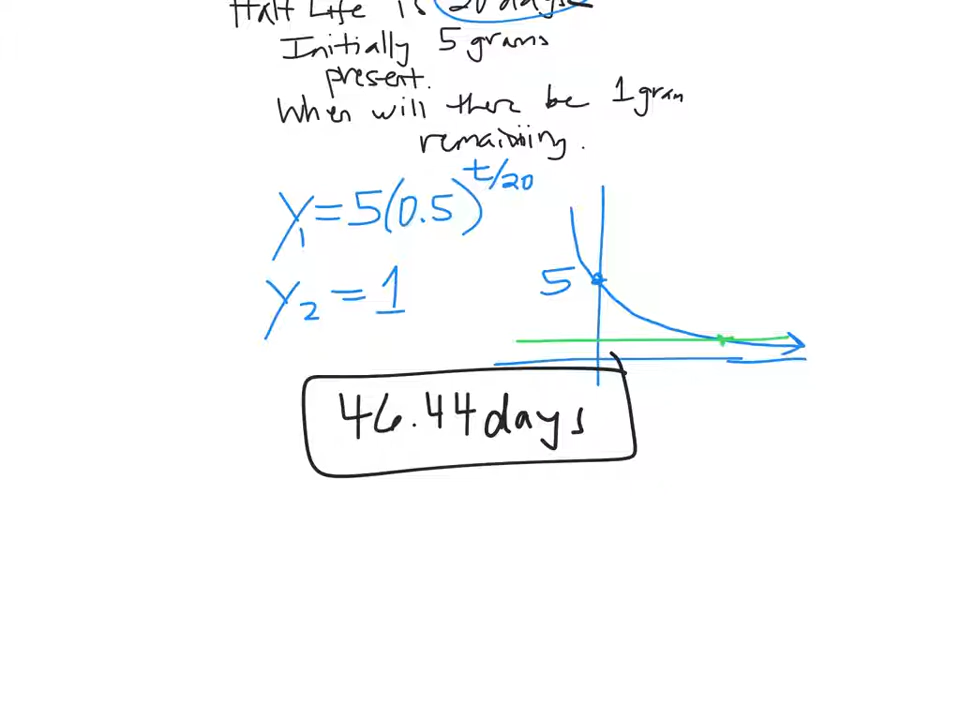 Half Life is 20 days
Initially 5 grams
present.
When will there be 1 gram
remaining.
y₁=5(0.5)^t/20
y₂=1
5
46.44 days